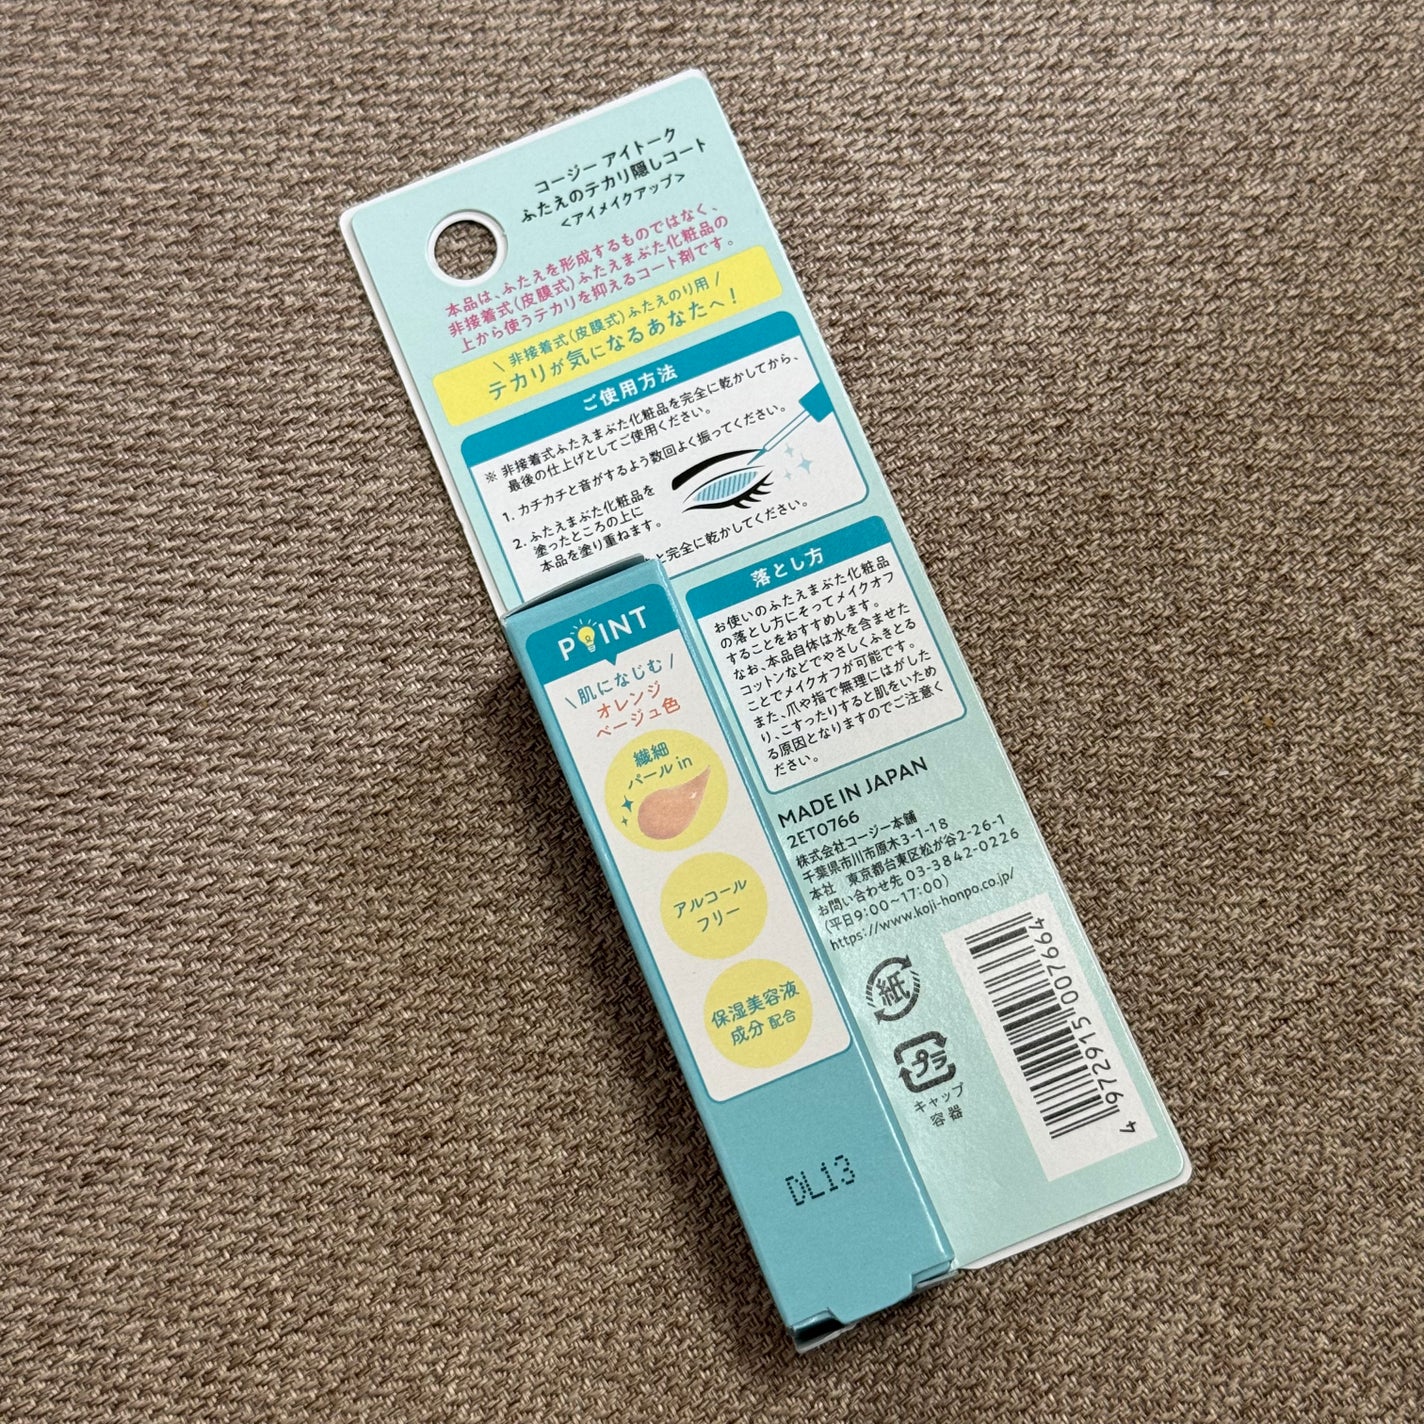 コージー アイトーク
ふたえのテカリ隠しコート
<アイメイクアップ>
本品は、ふたえを形成するものではなく、
非接着式(皮膜式)ふたえまぶた化粧品の
上から使うテカリを抑えるコート剤です。
\ 非接着式(皮膜式)ふたえのり用 /
テカリが気になるあなたへ!
ご使用方法
※ 非接着式ふたえまぶた化粧品を完全に乾かしてから、
最後の仕上げとしてご使用ください。
1. カチカチと音がするよう数回よく振ってください。
2. ふたえまぶた化粧品を
塗ったところの上に
本品を塗り重ねます。
と完全に乾かしてください。
POINT
\ 肌になじむ /
オレンジ
ベージュ色
繊細
パール in
アルコール
フリー
保湿美容液
成分 配合
DL13
落とし方
お使いのふたえまぶた化粧品
の落とし方にそってメイクオフ
することをおすすめします。
なお、本品自体は水を含ませた
コットンなどでやさしくふきとる
ことでメイクオフが可能です。
また、爪や指で無理にはがした
り、こすったりすると肌をいため
る原因となりますのでご注意く
ださい。
MADE IN JAPAN
2ET0766
株式会社コージー本舗
千葉県市川市原木3-1-18
本社 東京都台東区松が谷2-26-1
お問い合わせ先 03-3842-0226
(平日9:00~17:00)
https://www.koji-honpo.co.jp/
紙
プラ
キャップ
容器
4 972915 007664